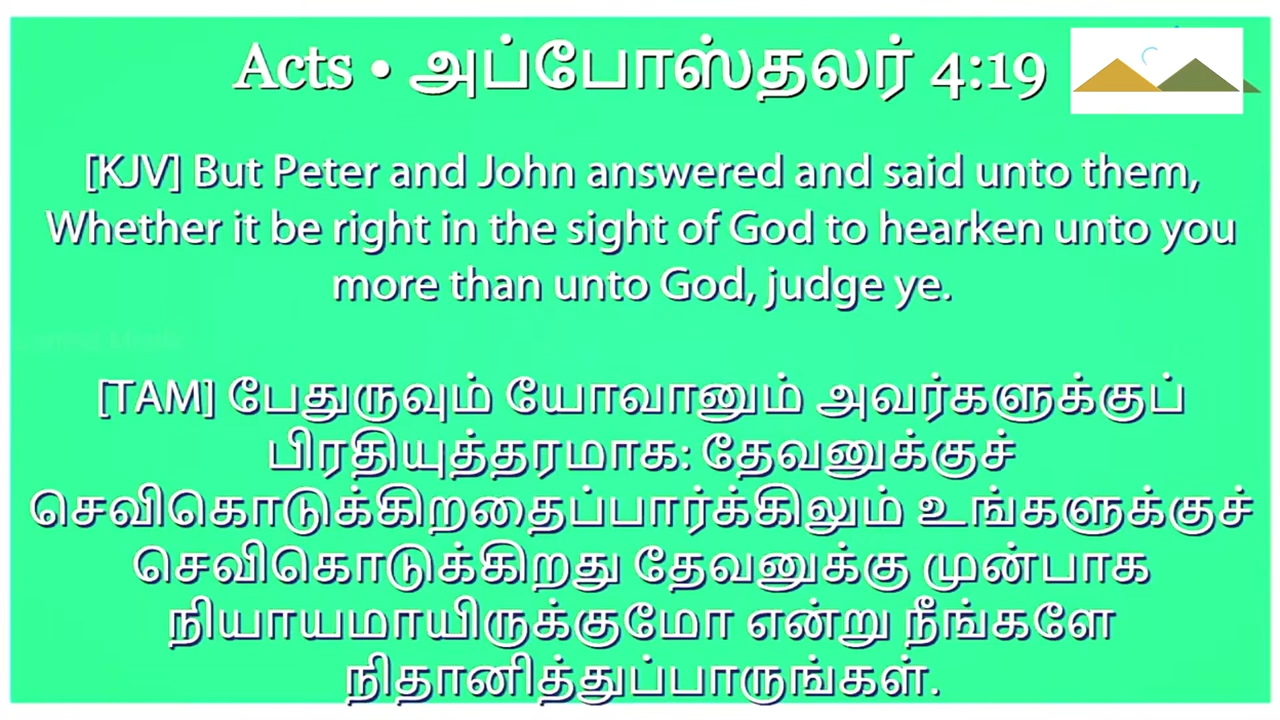 Acts • அப்போஸ்தலர் 4:19
[KJV] But Peter and John answered and said unto them,
Whether it be right in the sight of God to hearken unto you
more than unto God, judge ye.
[TAM] பேதுருவும் யோவானும் அவர்களுக்குப்
பிரதியுத்தரமாக: தேவனுக்குச்
செவிகொடுக்கிறதைப்பார்க்கிலும் உங்களுக்குச்
செவிகொடுக்கிறது தேவனுக்கு முன்பாக
நியாயமாயிருக்குமோ என்று நீங்களே
நிதானித்துப்பாருங்கள்.